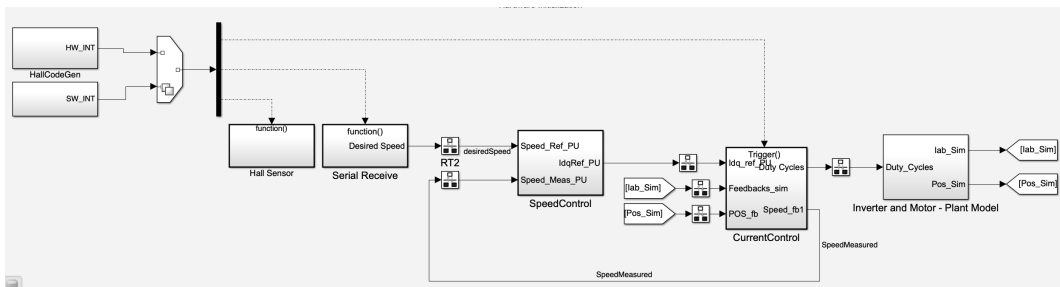 HW_INT
HallCodeGen
SW_INT
function()
Hall Sensor
function()
Desired Speed
Serial Receive
RT2
desiredSpeed
Speed_Ref_PU
IdqRef_PU
Speed_Meas_PU
SpeedControl
[Iab_Sim]
[Pos_Sim]
Trigger()
Idq_ref_PU
Duty Cycles
Feedbacks_sim
POS_fb
Speed_fb1
CurrentControl
SpeedMeasured
SpeedMeasured
Duty_Cycles
Iab_Sim
Pos_Sim
Inverter and Motor - Plant Model
[Iab_Sim]
[Pos_Sim]